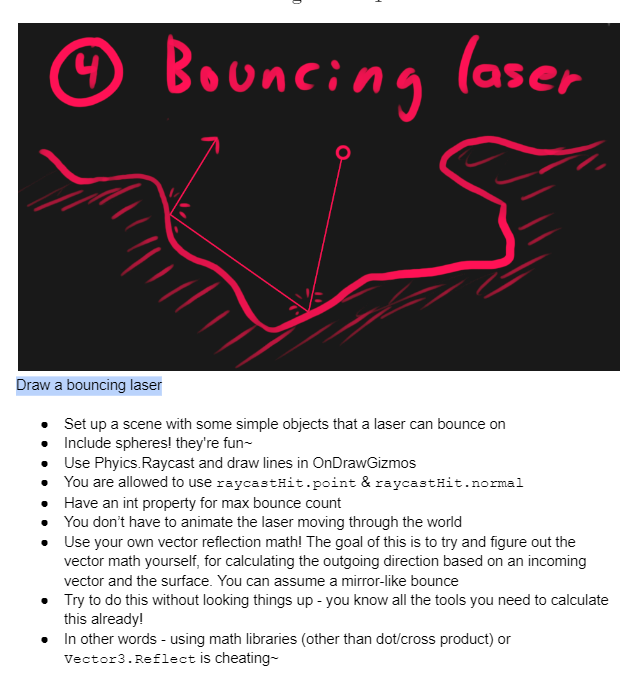 ④ Bouncing laser
Draw a bouncing laser
● Set up a scene with some simple objects that a laser can bounce on
● Include spheres! they're fun~
● Use Phyics.Raycast and draw lines in OnDrawGizmos
● You are allowed to use raycastHit.point & raycastHit.normal
● Have an int property for max bounce count
● You don’t have to animate the laser moving through the world
● Use your own vector reflection math! The goal of this is to try and figure out the
vector math yourself, for calculating the outgoing direction based on an incoming
vector and the surface. You can assume a mirror-like bounce
● Try to do this without looking things up - you know all the tools you need to calculate
this already!
● In other words - using math libraries (other than dot/cross product) or
Vector3.Reflect is cheating~